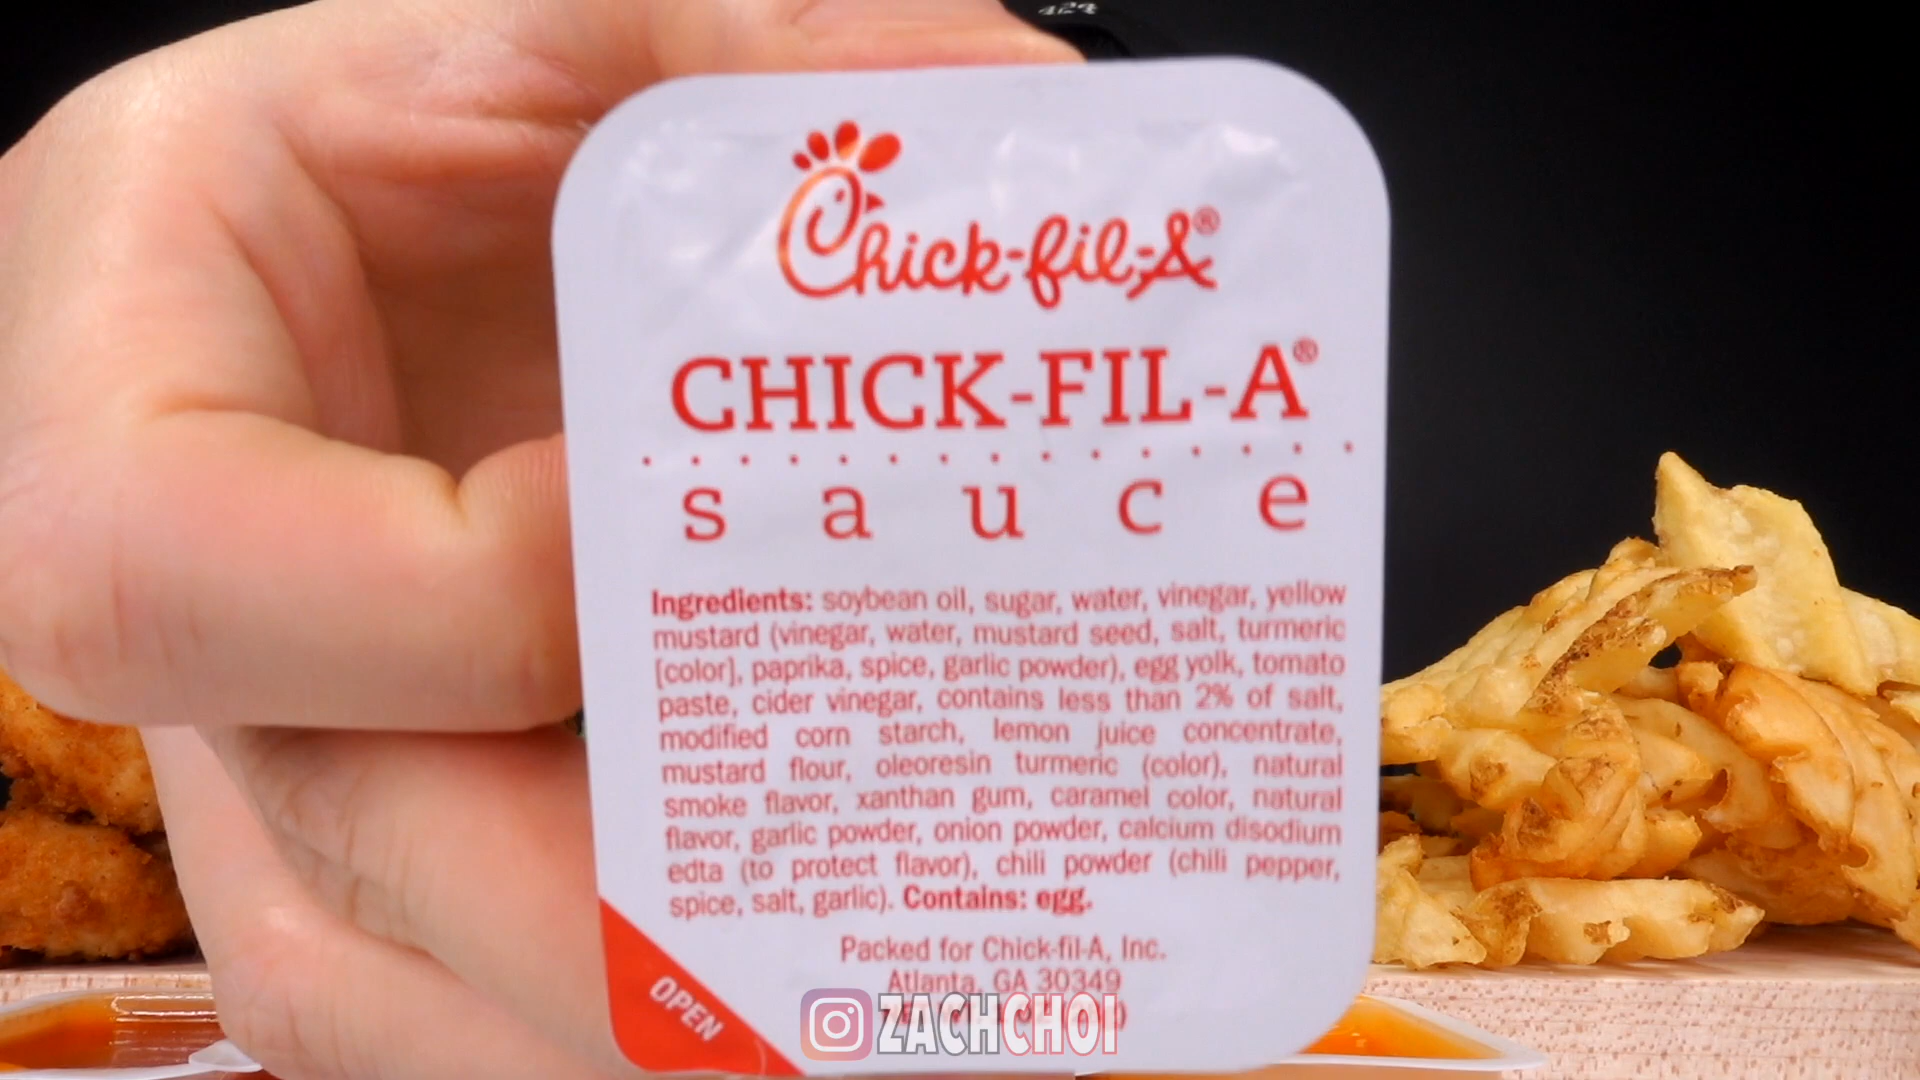 Chick-fil-A®
CHICK-FIL-A®
sauce
Ingredients: soybean oil, sugar, water, vinegar, yellow
mustard (vinegar, water, mustard seed, salt, turmeric
[color], paprika, spice, garlic powder), egg yolk, tomato
paste, cider vinegar, contains less than 2% of salt,
modified corn starch, lemon juice concentrate,
mustard flour, oleoresin turmeric (color), natural
smoke flavor, xanthan gum, caramel color, natural
flavor, garlic powder, onion powder, calcium disodium
edta (to protect flavor), chili powder (chili pepper,
spice, salt, garlic). Contains: egg.
Packed for Chick-fil-A, Inc.
Atlanta, GA 30349
OPEN
ZACHCHOI